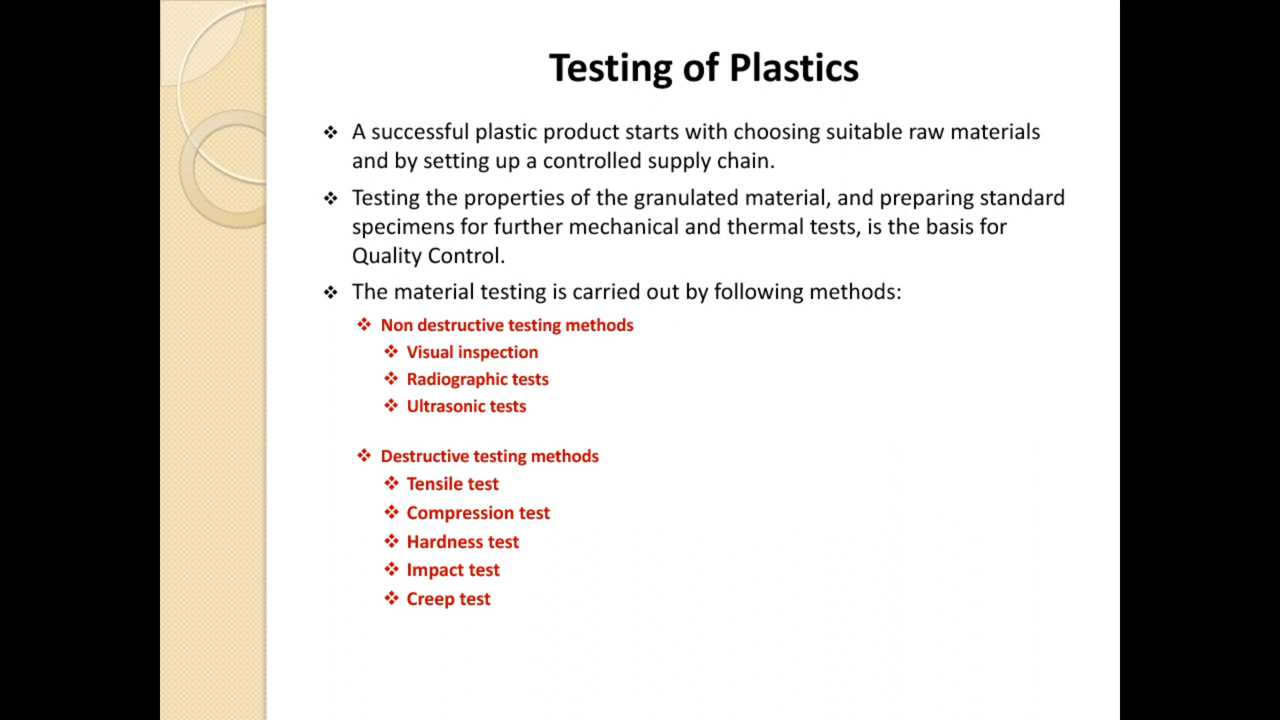 Testing of Plastics
❖ A successful plastic product starts with choosing suitable raw materials
and by setting up a controlled supply chain.
❖ Testing the properties of the granulated material, and preparing standard
specimens for further mechanical and thermal tests, is the basis for
Quality Control.
❖ The material testing is carried out by following methods:
❖ Non destructive testing methods
❖ Visual inspection
❖ Radiographic tests
❖ Ultrasonic tests
❖ Destructive testing methods
❖ Tensile test
❖ Compression test
❖ Hardness test
❖ Impact test
❖ Creep test